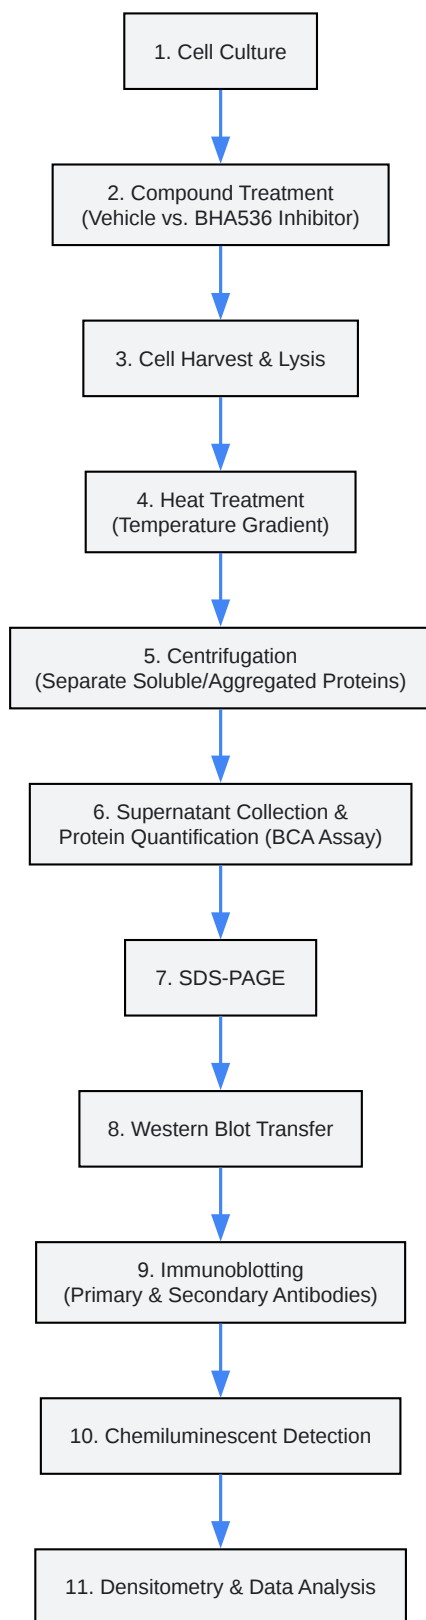 1. Cell Culture
2. Compound Treatment
(Vehicle vs. BHA536 Inhibitor)
3. Cell Harvest & Lysis
4. Heat Treatment
(Temperature Gradient)
5. Centrifugation
(Separate Soluble/Aggregated Proteins)
6. Supernatant Collection &
Protein Quantification (BCA Assay)
7. SDS-PAGE
8. Western Blot Transfer
9. Immunoblotting
(Primary & Secondary Antibodies)
10. Chemiluminescent Detection
11. Densitometry & Data Analysis